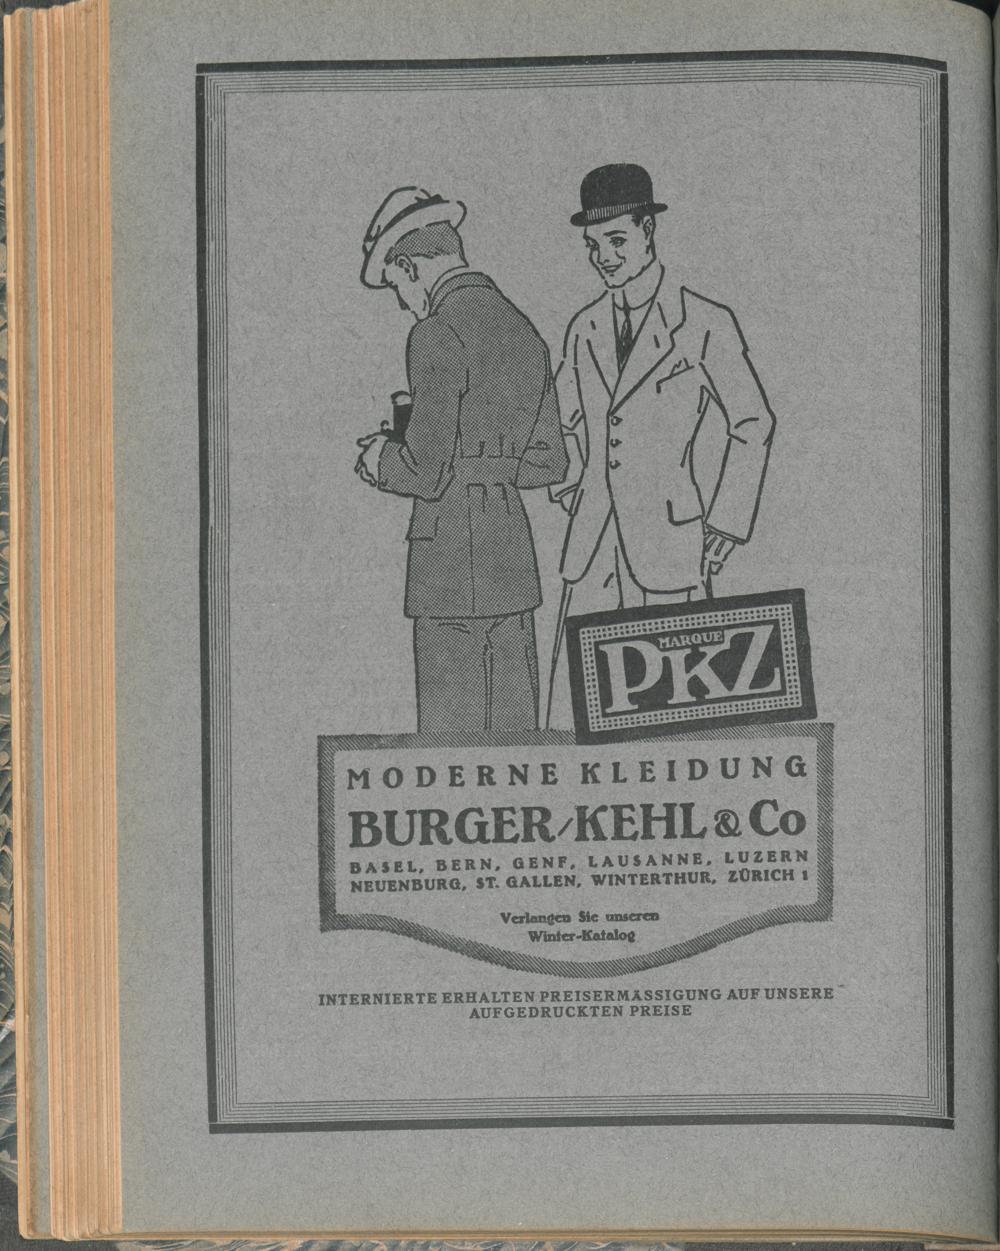 MARQUE
PKZ
MODERNE KLEIDUNG
BURGER-KEHL & Co
BASEL, BERN, GENF, LAUSANNE, LUZERN
NEUENBURG, ST. GALLEN, WINTERTHUR, ZÜRICH 1
Verlangen Sie unseren
Winter-Katalog
INTERNIERTE ERHALTEN PREISERMÄSSIGUNG AUF UNSERE
AUFGEDRUCKTEN PREISE